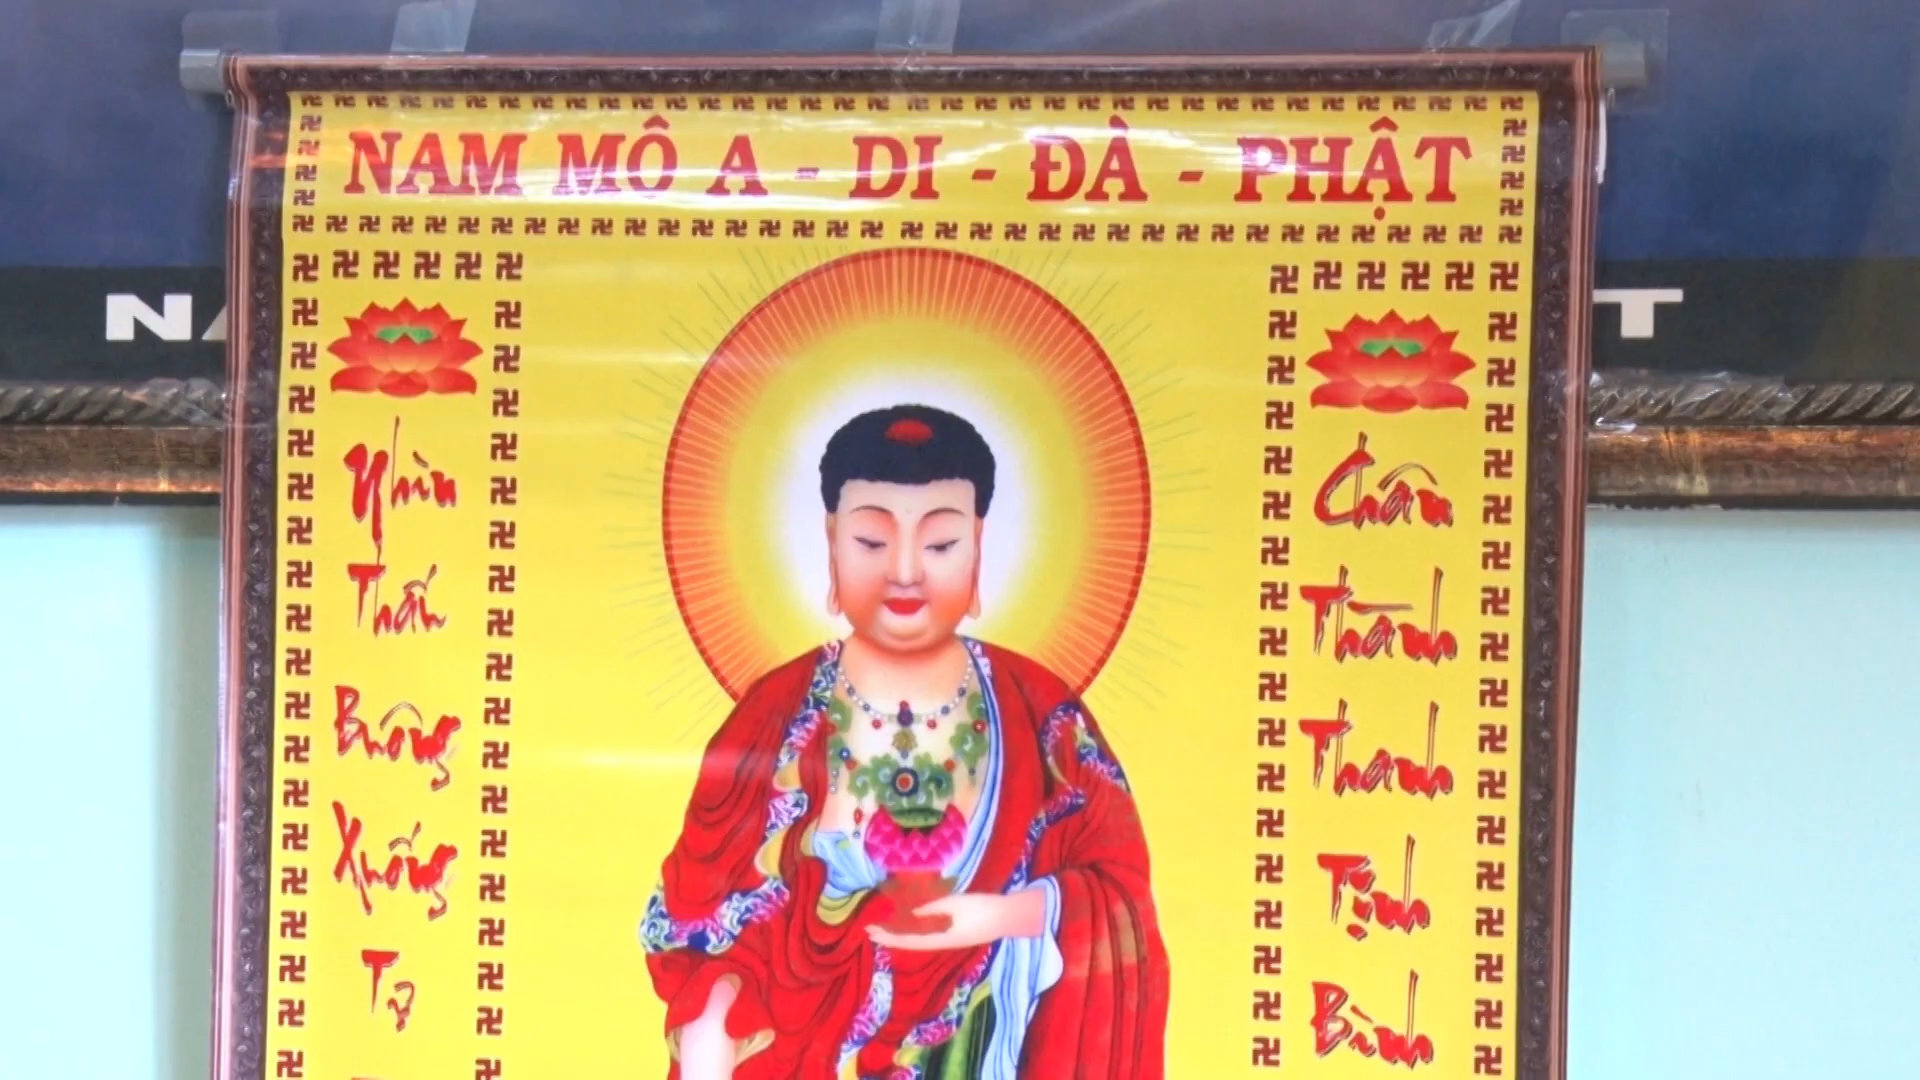 NAM MÔ A - DI - ĐÀ - PHẬT
Nhìn
Thấu
Buông
Xuống
Tự
Chân
Thành
Thanh
Tịnh
Bình
N
T